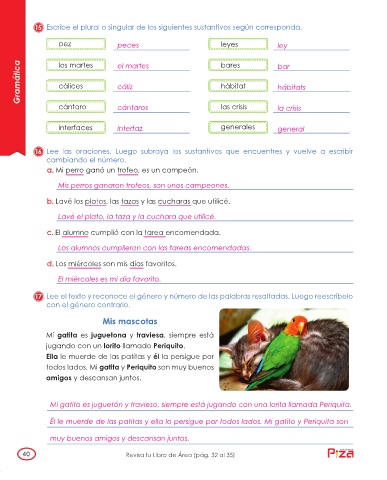 Gramática
15 Escribe el plural o singular de los siguientes sustantivos según corresponda.
pez peces leyes ley
los martes el martes bares bar
cálices cáliz hábitat hábitats
cántaro cántaros las crisis la crisis
interfaces interfaz generales general
16 Lee las oraciones. Luego subraya los sustantivos que encuentres y vuelve a escribir
cambiando el número.
a. Mi perro ganó un trofeo, es un campeón.
Mis perros ganaron trofeos, son unos campeones.
b. Lavé los platos, las tazas y las cucharas que utilicé.
Lavé el plato, la taza y la cuchara que utilicé.
c. El alumno cumplió con la tarea encomendada.
Los alumnos cumplieron con las tareas encomendadas.
d. Los miércoles son mis días favoritos.
El miércoles es mi día favorito.
17 Lee el texto y reconoce el género y número de las palabras resaltadas. Luego reescríbelo
con el género contrario.
Mis mascotas
Mi gatita es juguetona y traviesa, siempre está
jugando con un lorito llamado Periquito.
Ella le muerde de las patitas y él la persigue por
todos lados. Mi gatita y Periquito son muy buenos
amigos y descansan juntos.
Mi gatito es juguetón y travieso, siempre está jugando con una lorita llamada Periquita.
Él le muerde de las patitas y ella lo persigue por todos lados. Mi gatito y Periquita son
muy buenos amigos y descansan juntos.
40 Revisa tu Libro de Área (pág. 32 al 35)